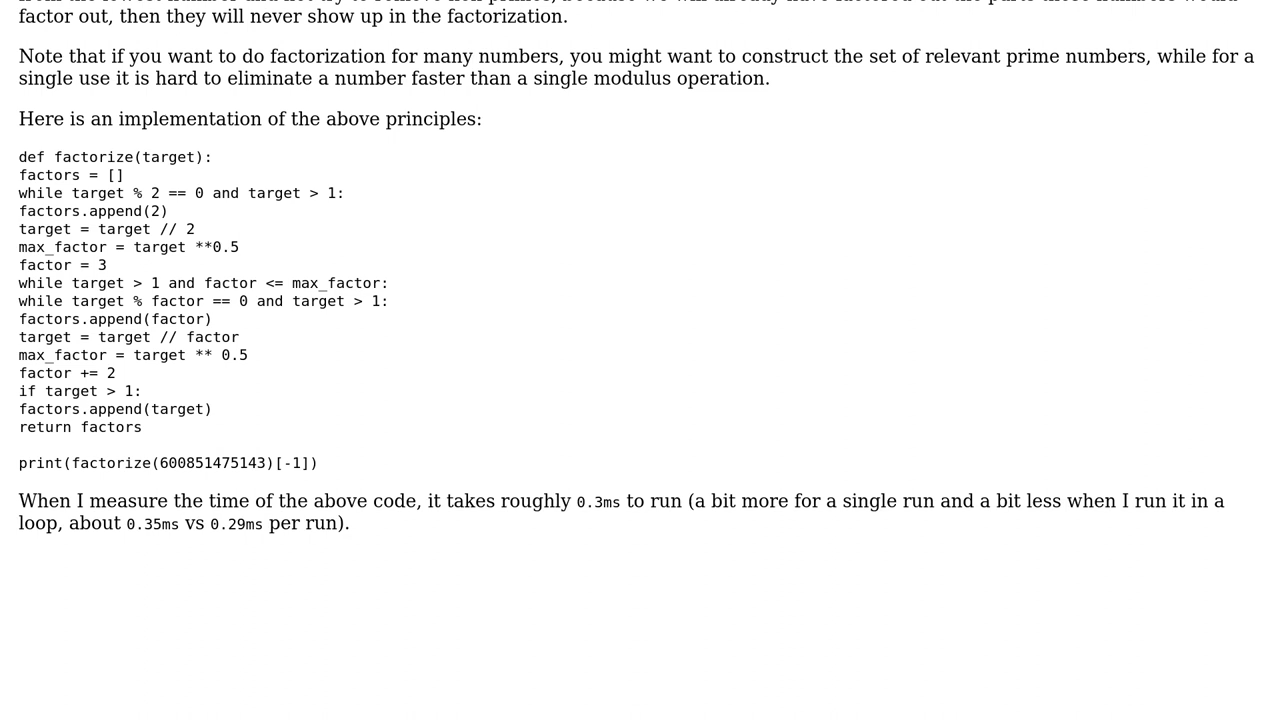 factor out, then they will never show up in the factorization.
Note that if you want to do factorization for many numbers, you might want to construct the set of relevant prime numbers, while for a
single use it is hard to eliminate a number faster than a single modulus operation.
Here is an implementation of the above principles:
def factorize(target):
factors = []
while target % 2 == 0 and target > 1:
factors.append(2)
target = target // 2
max_factor = target **0.5
factor = 3
while target > 1 and factor <= max_factor:
while target % factor == 0 and target > 1:
factors.append(factor)
target = target // factor
max_factor = target ** 0.5
factor += 2
if target > 1:
factors.append(target)
return factors
print(factorize(600851475143)[-1])
When I measure the time of the above code, it takes roughly 0.3ms to run (a bit more for a single run and a bit less when I run it in a
loop, about 0.35ms vs 0.29ms per run).